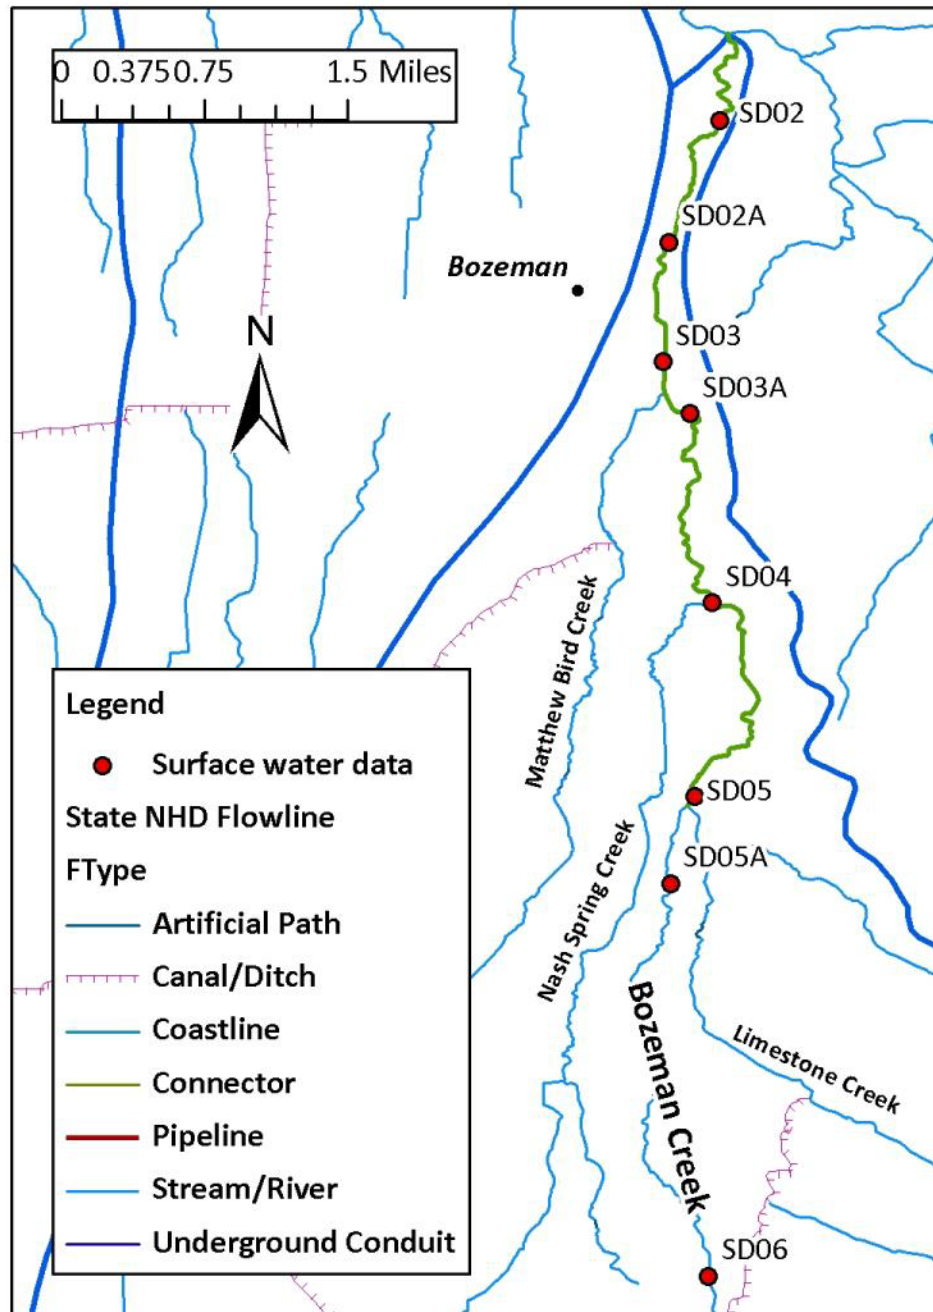 0 0.375 0.75 1.5 Miles
SD02
SD02A
Bozeman
N
SD03
SD03A
SD04
Matthew Bird Creek
SD05
SD05A
Nash Spring Creek
Bozeman Creek
Limestone Creek
SD06
Legend
Surface water data
State NHD Flowline
FType
Artificial Path
Canal/Ditch
Coastline
Connector
Pipeline
Stream/River
Underground Conduit